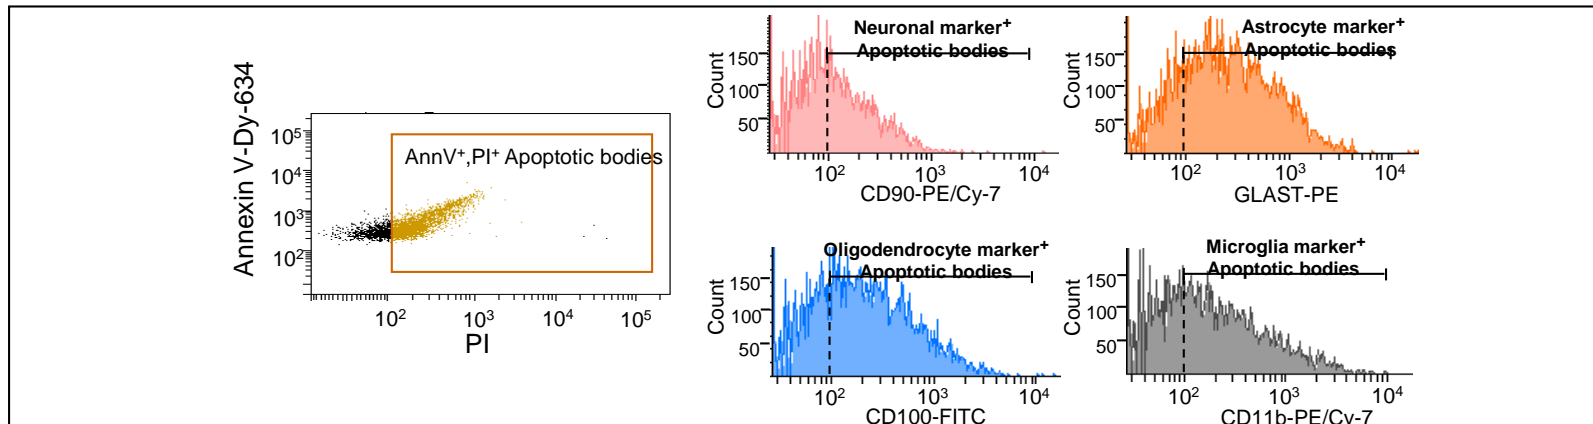 Annexin V-Dy-634
10⁵
10⁴
10³
10²
AnnV⁺,PI⁺ Apoptotic bodies
10²
10³
10⁴
10⁵
PI
Neuronal marker⁺
Apoptotic bodies
Count
150
100
50
10²
10³
10⁴
CD90-PE/Cy-7
Astrocyte marker⁺
Apoptotic bodies
Count
150
100
50
10²
10³
10⁴
GLAST-PE
Oligodendrocyte marker⁺
Apoptotic bodies
Count
150
100
50
10²
10³
10⁴
CD100-FITC
Microglia marker⁺
Apoptotic bodies
Count
150
100
50
10²
10³
10⁴
CD11b-PE/Cy-7